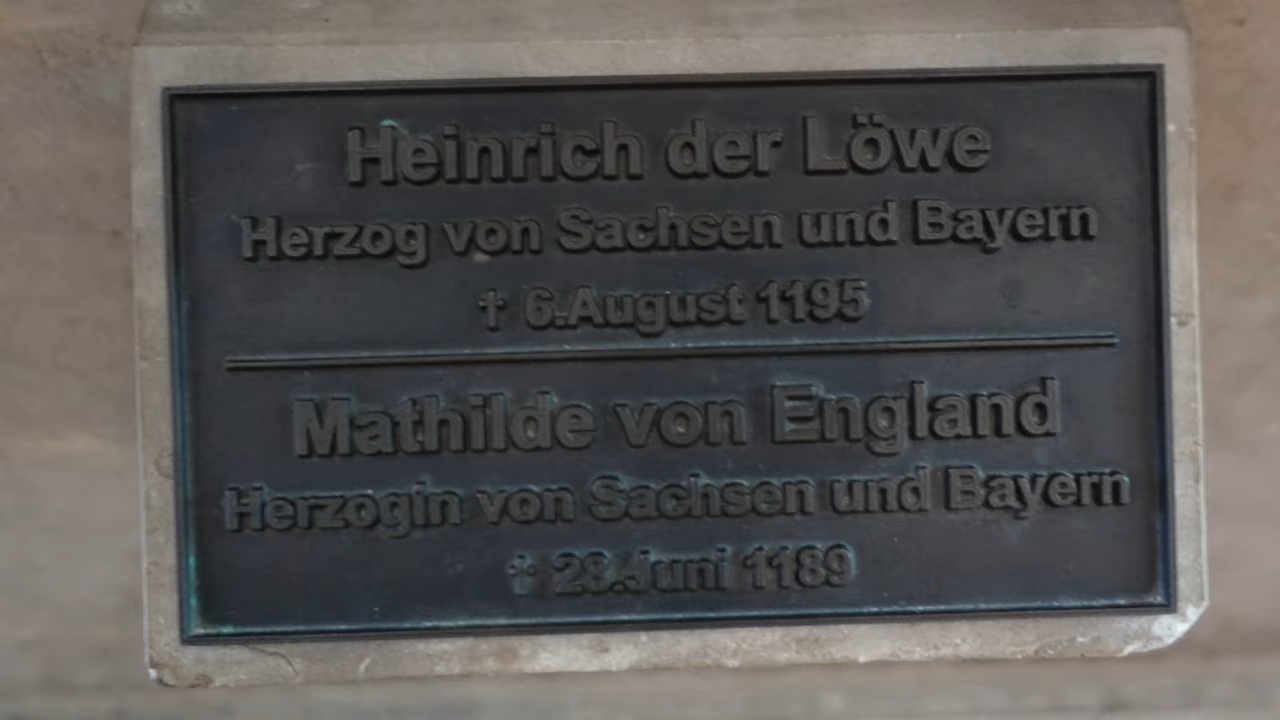 Heinrich der Löwe
Herzog von Sachsen und Bayern
† 6.August 1195
Mathilde von England
Herzogin von Sachsen und Bayern
† 28.Juni 1189